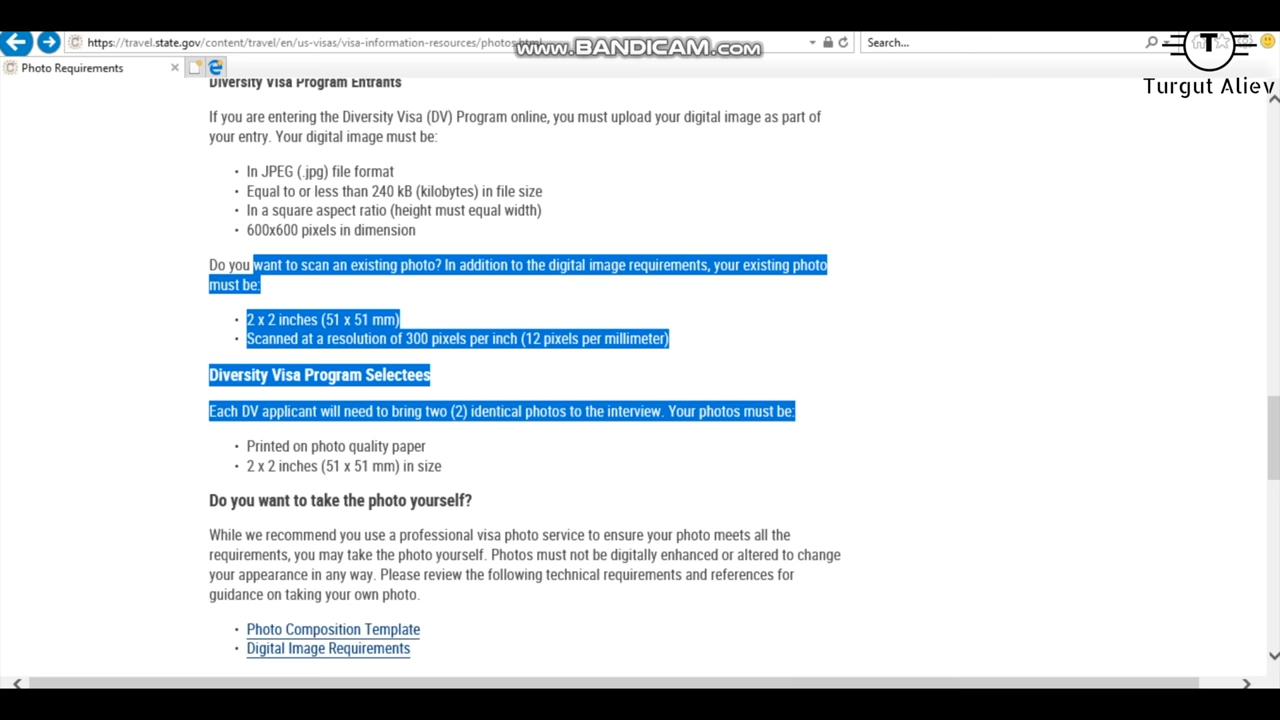 https://travel.state.gov/content/travel/en/us-visas/visa-information-resources/photos.html
www.BANDICAM.com
Search...
T
Photo Requirements
Turgut Aliev
Diversity Visa Program Entrants
If you are entering the Diversity Visa (DV) Program online, you must upload your digital image as part of
your entry. Your digital image must be:
• In JPEG (.jpg) file format
• Equal to or less than 240 kB (kilobytes) in file size
• In a square aspect ratio (height must equal width)
• 600x600 pixels in dimension
Do you want to scan an existing photo? In addition to the digital image requirements, your existing photo
must be:
• 2 x 2 inches (51 x 51 mm)
• Scanned at a resolution of 300 pixels per inch (12 pixels per millimeter)
Diversity Visa Program Selectees
Each DV applicant will need to bring two (2) identical photos to the interview. Your photos must be:
• Printed on photo quality paper
• 2 x 2 inches (51 x 51 mm) in size
Do you want to take the photo yourself?
While we recommend you use a professional visa photo service to ensure your photo meets all the
requirements, you may take the photo yourself. Photos must not be digitally enhanced or altered to change
your appearance in any way. Please review the following technical requirements and references for
guidance on taking your own photo.
• Photo Composition Template
• Digital Image Requirements